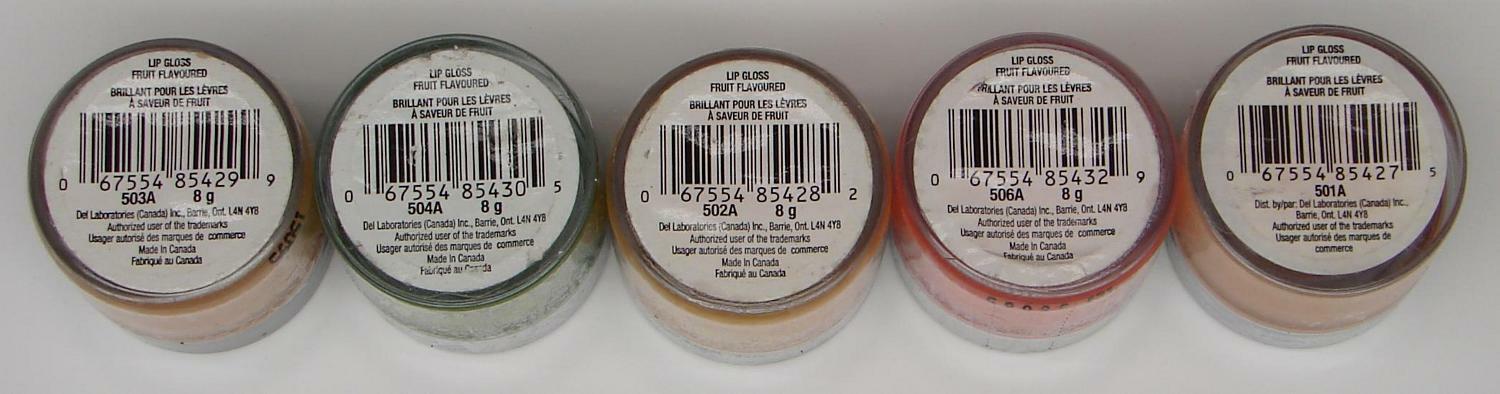 LIP GLOSS
FRUIT FLAVOURED
BRILLANT POUR LES LÈVRES
À SAVEUR DE FRUIT
0 67554 85429 9
503A 8 g
Del Laboratories (Canada) Inc., Barrie, Ont. L4N 4Y8
Authorized user of the trademarks
Usager autorisé des marques de commerce
Made In Canada
Fabriqué au Canada
LIP GLOSS
FRUIT FLAVOURED
BRILLANT POUR LES LÈVRES
À SAVEUR DE FRUIT
0 67554 85430 5
504A 8 g
Del Laboratories (Canada) Inc., Barrie, Ont. L4N 4Y8
Authorized user of the trademarks
Usager autorisé des marques de commerce
Made In Canada
Fabriqué au Canada
LIP GLOSS
FRUIT FLAVOURED
BRILLANT POUR LES LÈVRES
À SAVEUR DE FRUIT
0 67554 85428 2
502A 8 g
Del Laboratories (Canada) Inc., Barrie, Ont. L4N 4Y8
Authorized user of the trademarks
Usager autorisé des marques de commerce
Made In Canada
Fabriqué au Canada
LIP GLOSS
FRUIT FLAVOURED
BRILLANT POUR LES LÈVRES
À SAVEUR DE FRUIT
0 67554 85432 9
506A 8 g
Del Laboratories (Canada) Inc., Barrie, Ont. L4N 4Y8
Authorized user of the trademarks
Usager autorisé des marques de commerce
Made In Canada
Fabriqué au Canada
LIP GLOSS
FRUIT FLAVOURED
BRILLANT POUR LES LÈVRES
À SAVEUR DE FRUIT
0 67554 85427 5
501A
Dist. by/par: Del Laboratories (Canada) Inc.,
Barrie, Ont. L4N 4Y8
Authorized user of the trademarks
Usager autorisé des marques de
commerce